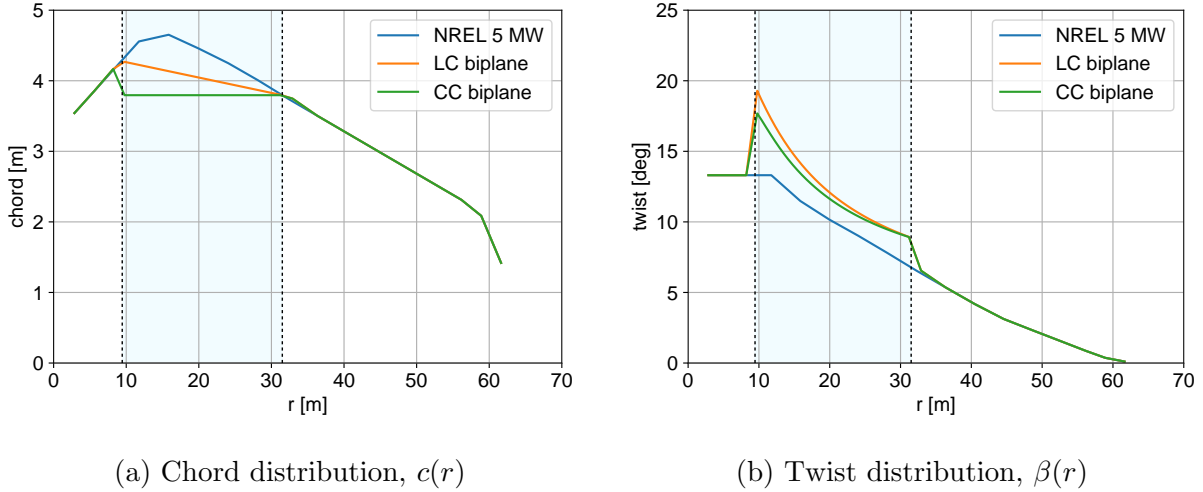 5
4
3
2
1
0
chord [m]
0 10 20 30 40 50 60 70
r [m]
NREL 5 MW
LC biplane
CC biplane
(a) Chord distribution, c(r)
25
20
15
10
5
0
twist [deg]
0 10 20 30 40 50 60 70
r [m]
NREL 5 MW
LC biplane
CC biplane
(b) Twist distribution, β(r)